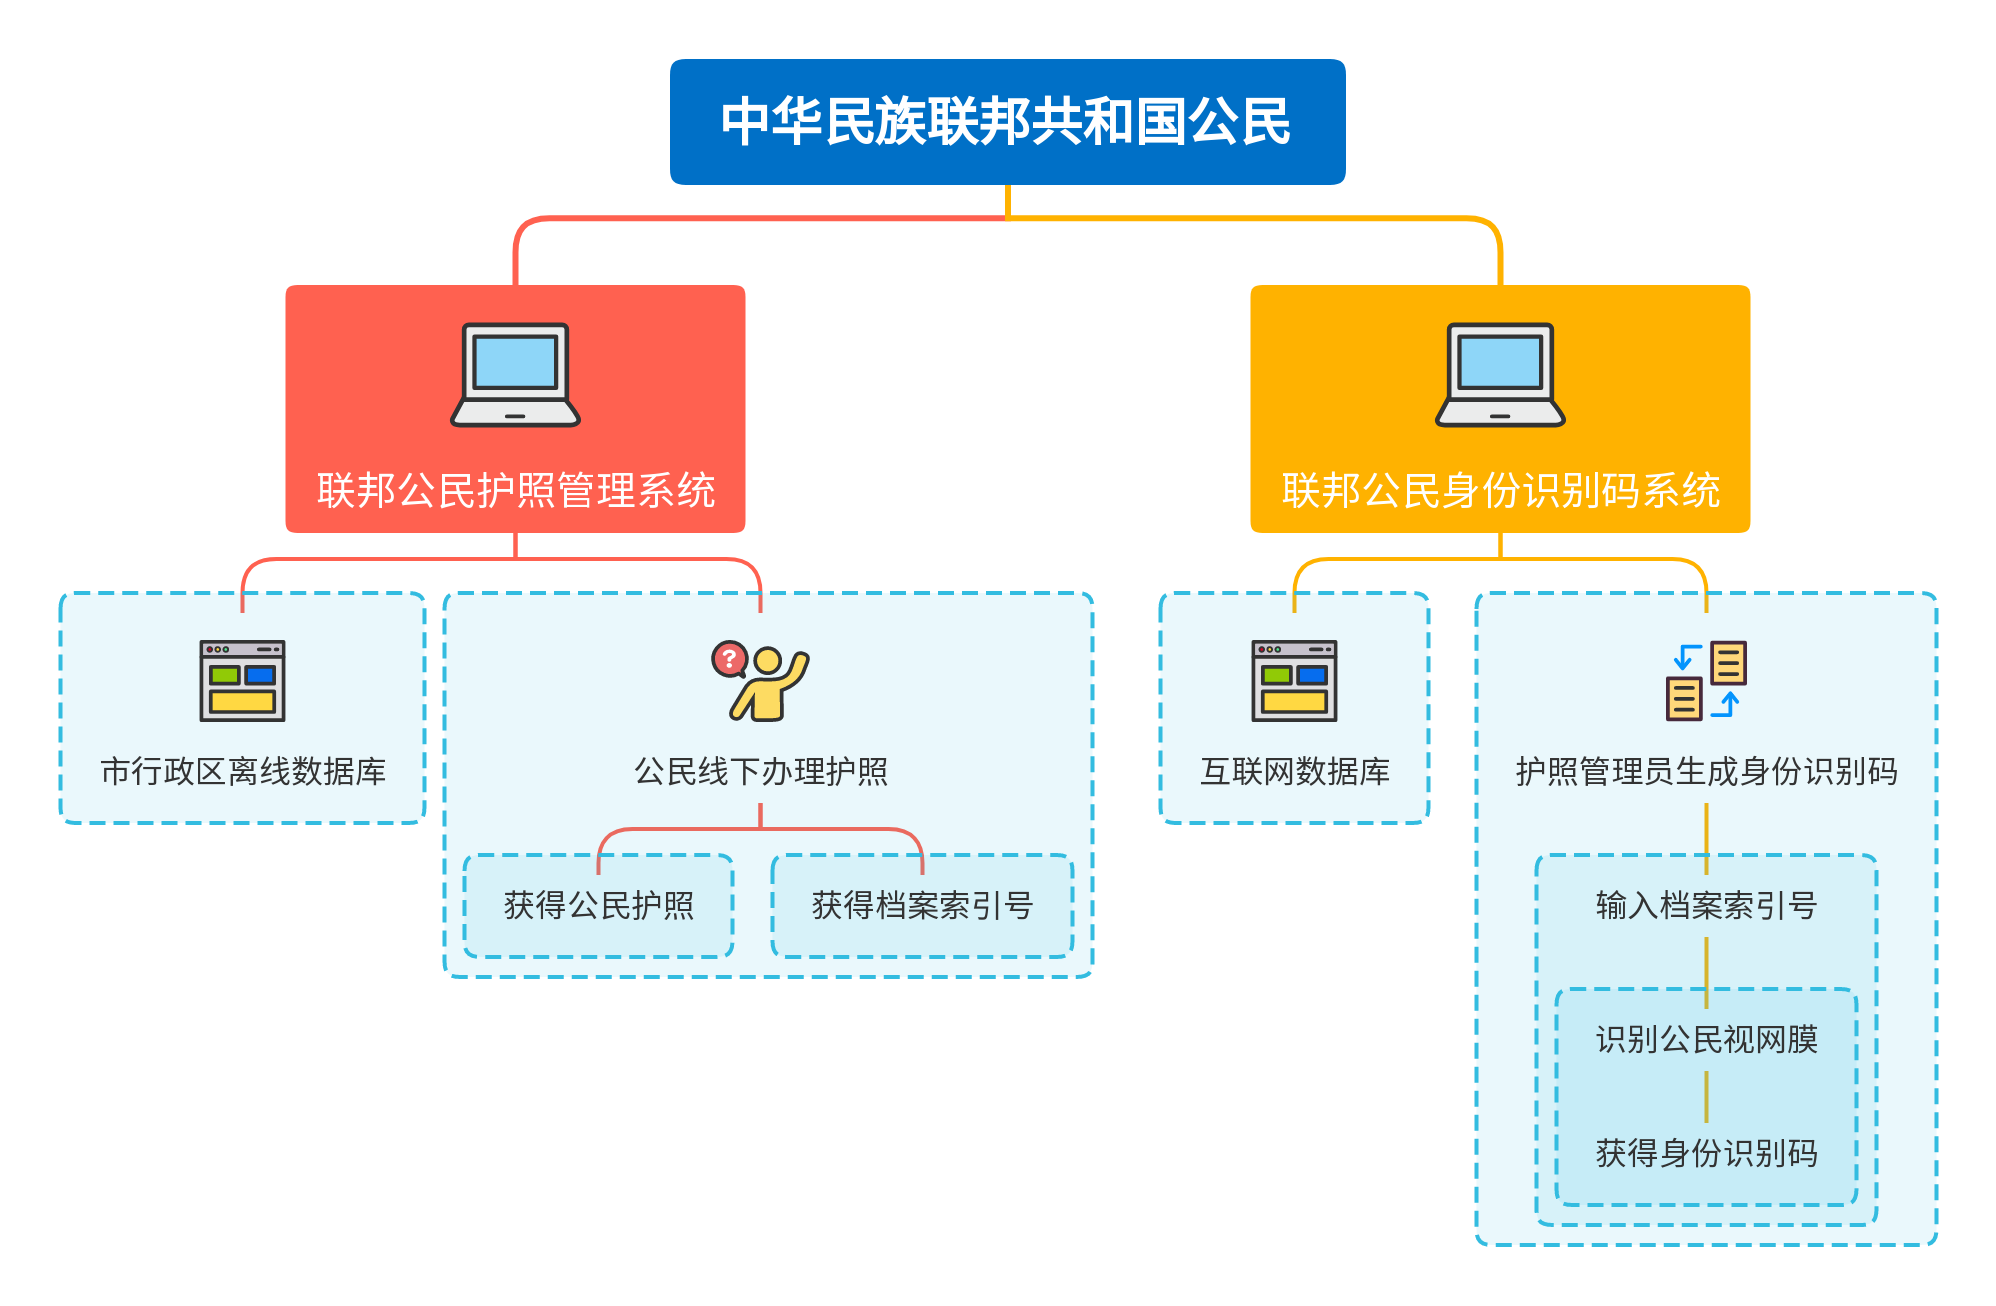 中华民族联邦共和国公民
联邦公民护照管理系统
联邦公民身份识别码系统
?
市行政区离线数据库
公民线下办理护照
互联网数据库
护照管理员生成身份识别码
获得公民护照
获得档案索引号
输入档案索引号
识别公民视网膜
获得身份识别码